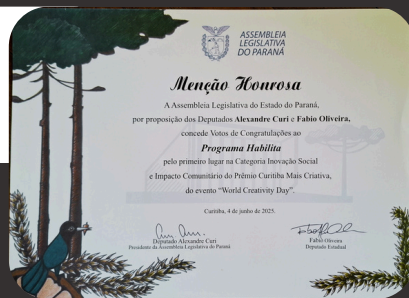 ASSEMBLEIA
LEGISLATIVA
DO PARANÁ
Menção Honrosa
A Assembleia Legislativa do Estado do Paraná,
por proposição dos Deputados Alexandre Curi e Fabio Oliveira,
concede Votos de Congratulações ao
Programa Habilita
pelo primeiro lugar na Categoria Inovação Social
e Impacto Comunitário do Prêmio Curitiba Mais Criativa,
do evento “World Creativity Day”.
Curitiba, 4 de junho de 2025.
Deputado Alexandre Curi
Presidente da Assembleia Legislativa do Paraná
Fabio Oliveira
Deputado Estadual